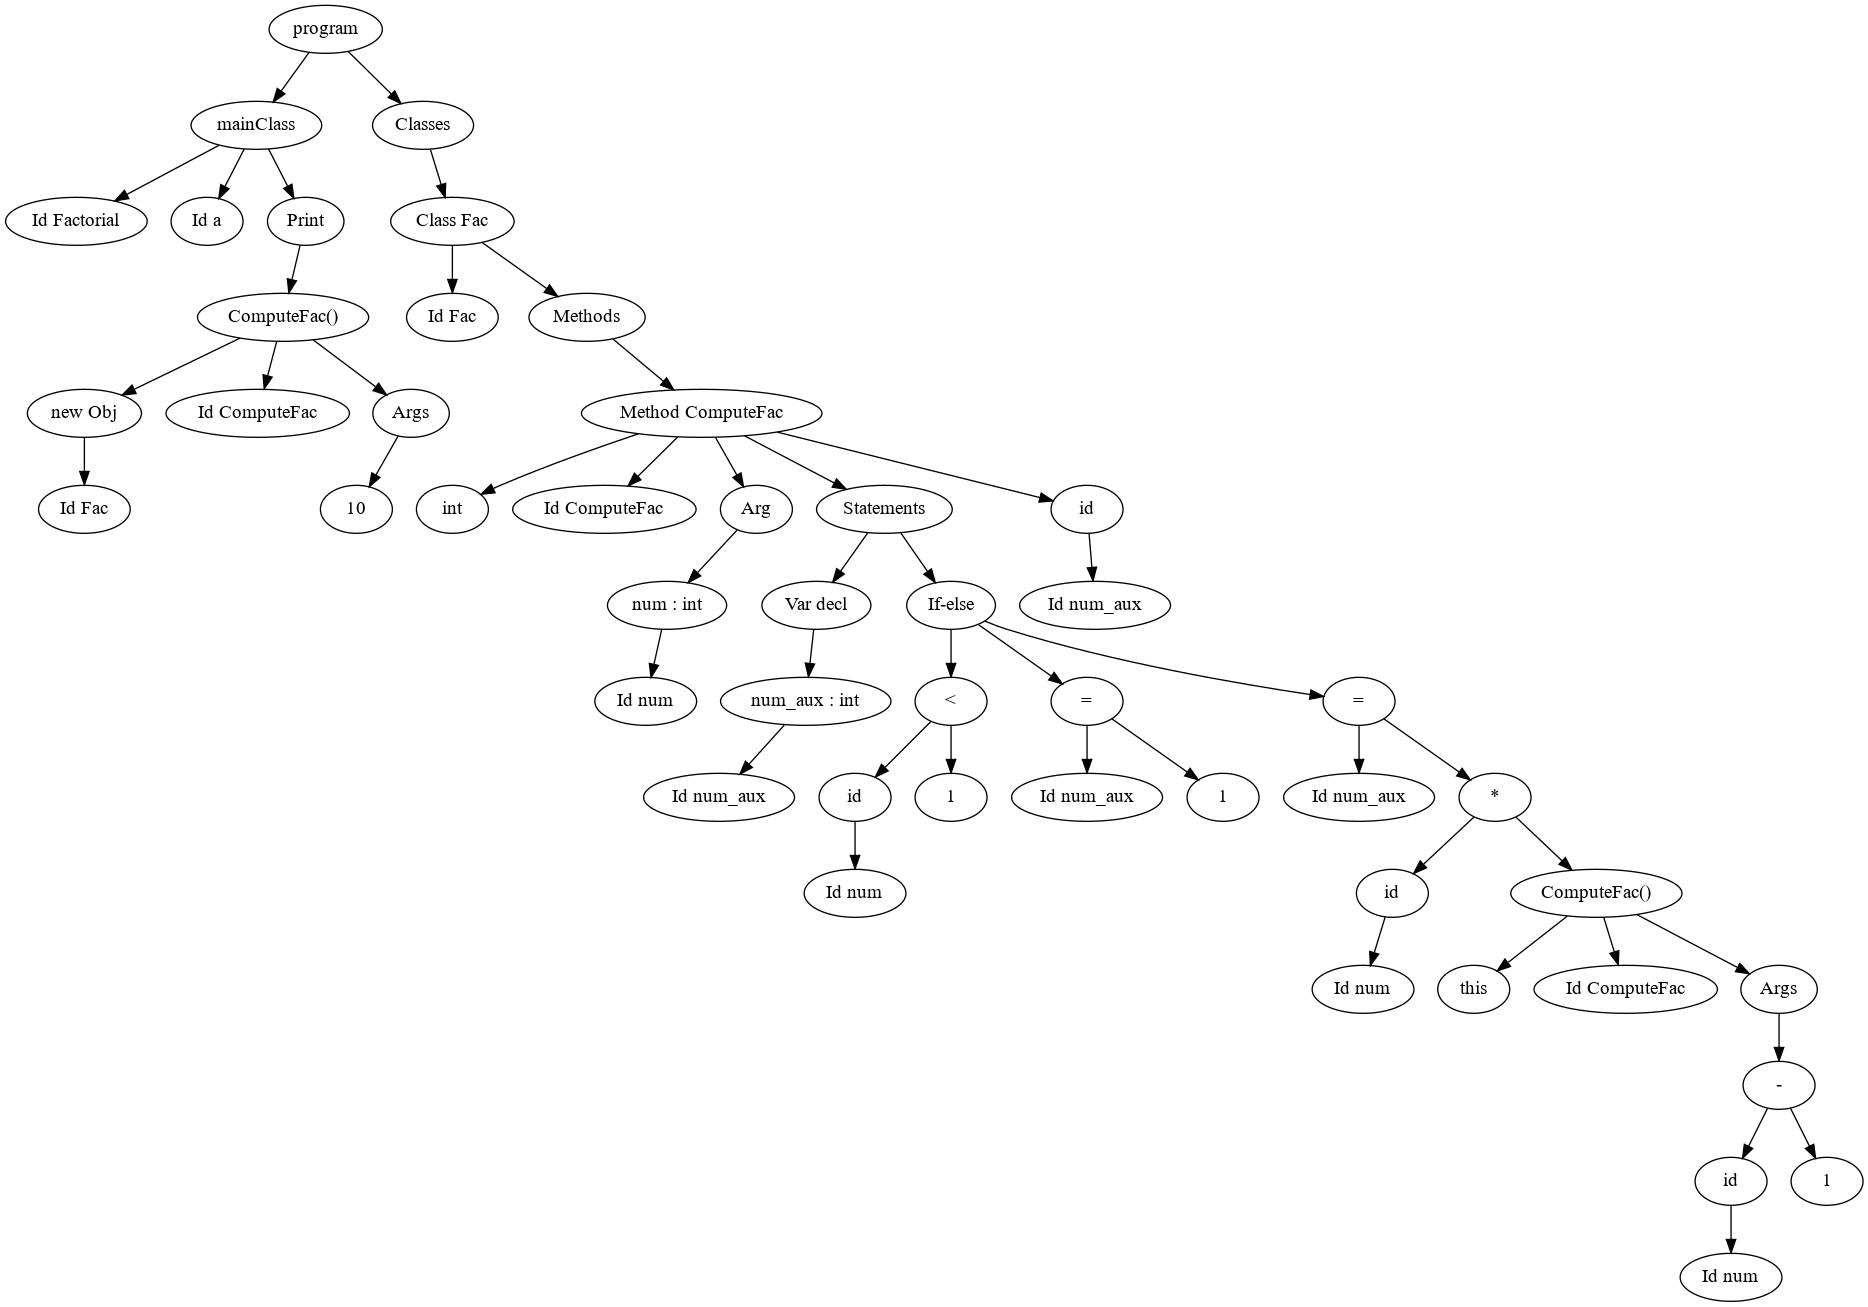 program
mainClass
Classes
Id Factorial
Id a
Print
Class Fac
ComputeFac()
Id Fac
Methods
new Obj
Id ComputeFac
Args
Method ComputeFac
Id Fac
10
int
Id ComputeFac
Arg
Statements
id
num : int
Var decl
If-else
Id num_aux
Id num
num_aux : int
<
=
=
Id num_aux
id
1
Id num_aux
1
Id num_aux
*
Id num
id
ComputeFac()
Id num
this
Id ComputeFac
Args
-
id
1
Id num